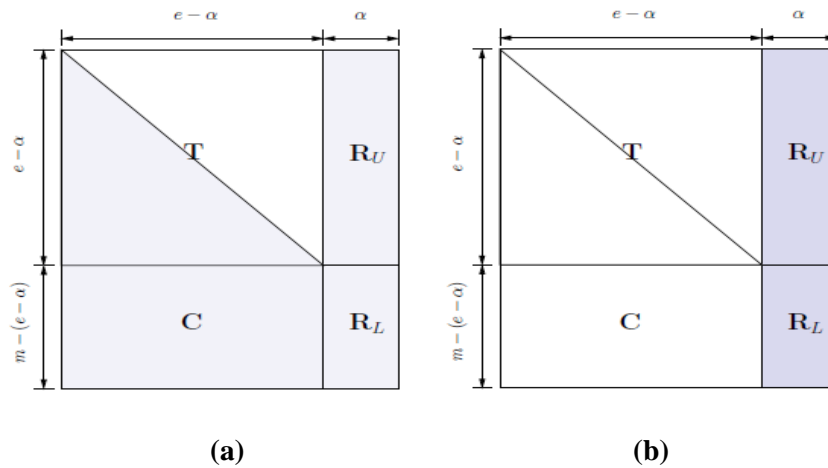 e − α α e − α α
e − α T R_U e − α T R_U
m − (e − α) C R_L m − (e − α) C R_L
(a) (b)